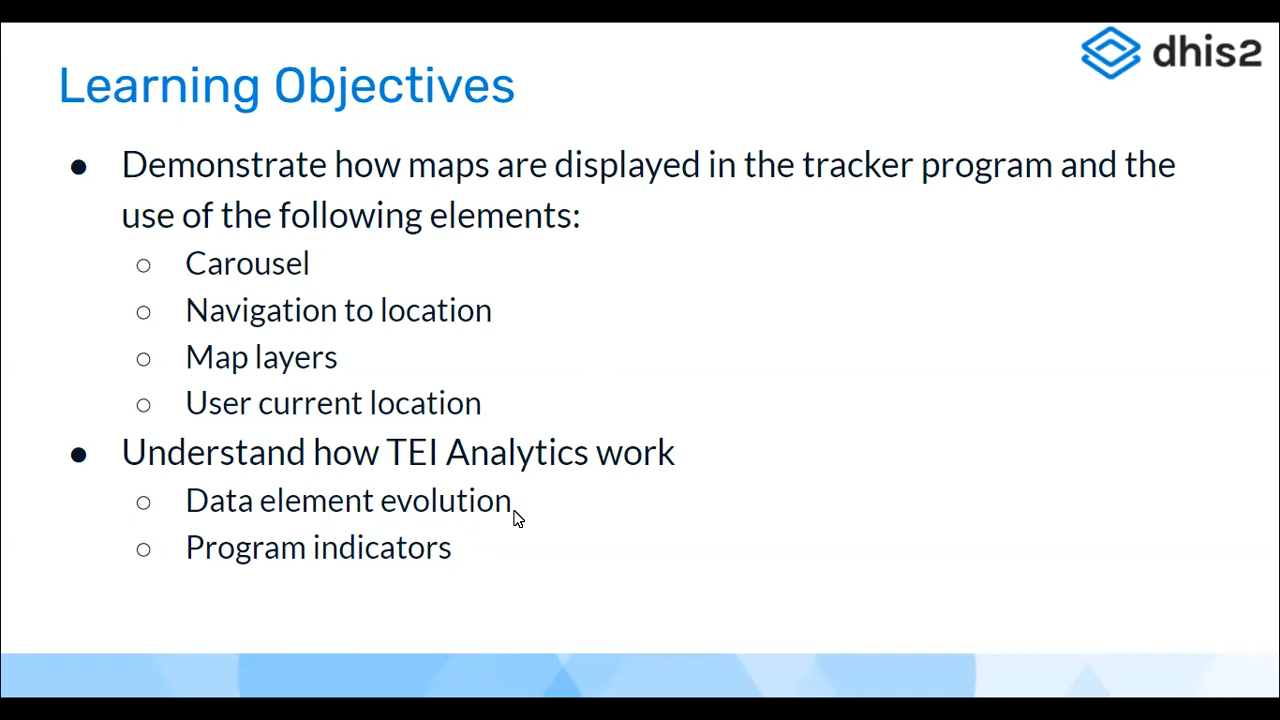 dhis2
Learning Objectives
● Demonstrate how maps are displayed in the tracker program and the
use of the following elements:
○ Carousel
○ Navigation to location
○ Map layers
○ User current location
● Understand how TEI Analytics work
○ Data element evolution
○ Program indicators